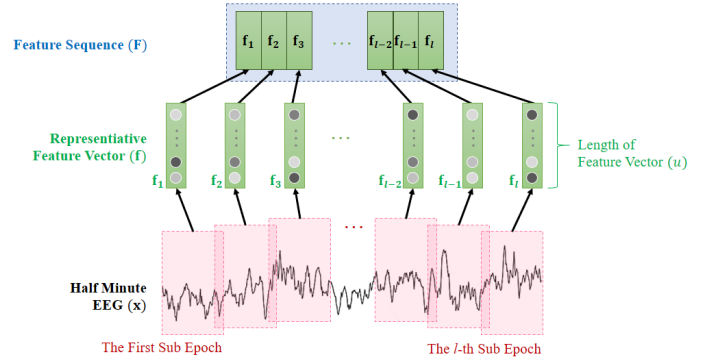 Feature Sequence (F)
f1 f2 f3 ... fl−2 fl−1 fl
Representiative
Feature Vector (f)
...
f1 f2 f3 fl−2 fl−1 fl
Length of
Feature Vector (u)
...
Half Minute
EEG (x)
The First Sub Epoch
The l-th Sub Epoch